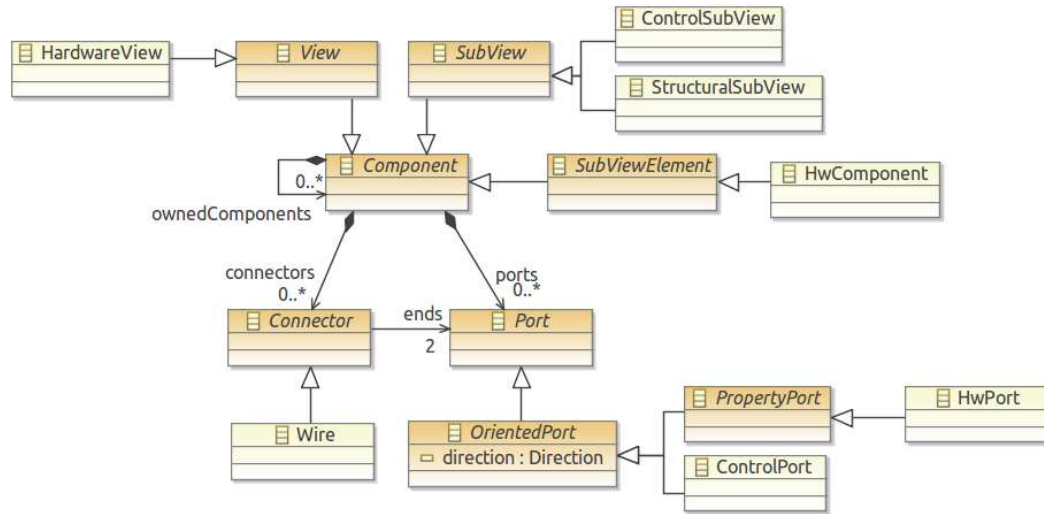 ControlSubView
HardwareView
View
SubView
StructuralSubView
Component
SubViewElement
HwComponent
0..*
ownedComponents
connectors
0..*
ports
0..*
Connector
ends
2
Port
PropertyPort
HwPort
Wire
OrientedPort
direction : Direction
ControlPort